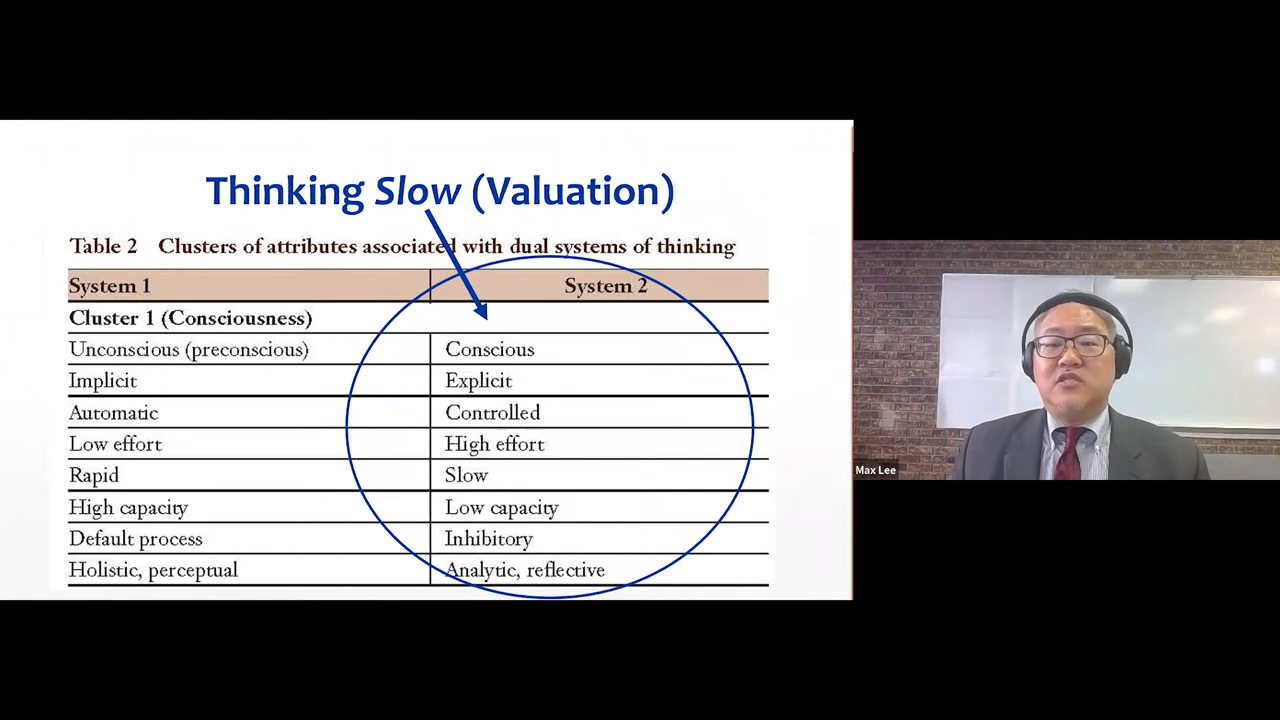 Thinking Slow (Valuation)
Table 2 Clusters of attributes associated with dual systems of thinking
System 1 System 2
Cluster 1 (Consciousness)
Unconscious (preconscious) Conscious
Implicit Explicit
Automatic Controlled
Low effort High effort
Rapid Slow
High capacity Low capacity
Default process Inhibitory
Holistic, perceptual Analytic, reflective
Max Lee